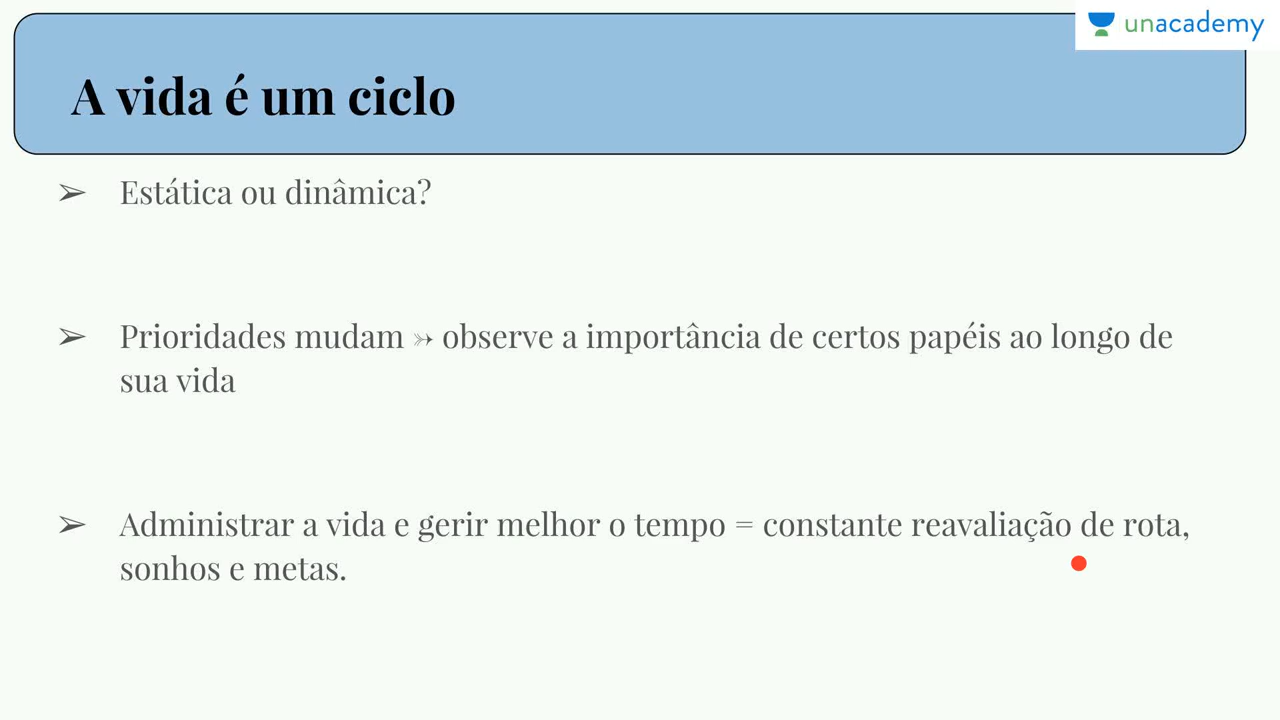 unacademy
A vida é um ciclo
➢ Estática ou dinâmica?
➢ Prioridades mudam ⤖ observe a importância de certos papéis ao longo de
sua vida
➢ Administrar a vida e gerir melhor o tempo = constante reavaliação de rota,
sonhos e metas.